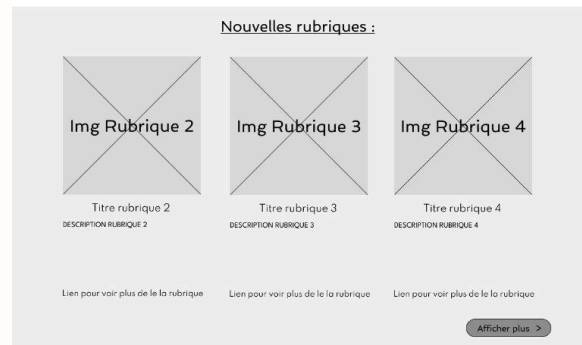 Nouvelles rubriques :
Img Rubrique 2
Img Rubrique 3
Img Rubrique 4
Titre rubrique 2
Titre rubrique 3
Titre rubrique 4
DESCRIPTION RUBRIQUE 2
DESCRIPTION RUBRIQUE 3
DESCRIPTION RUBRIQUE 4
Lien pour voir plus de le la rubrique
Lien pour voir plus de le la rubrique
Lien pour voir plus de le la rubrique
Afficher plus >